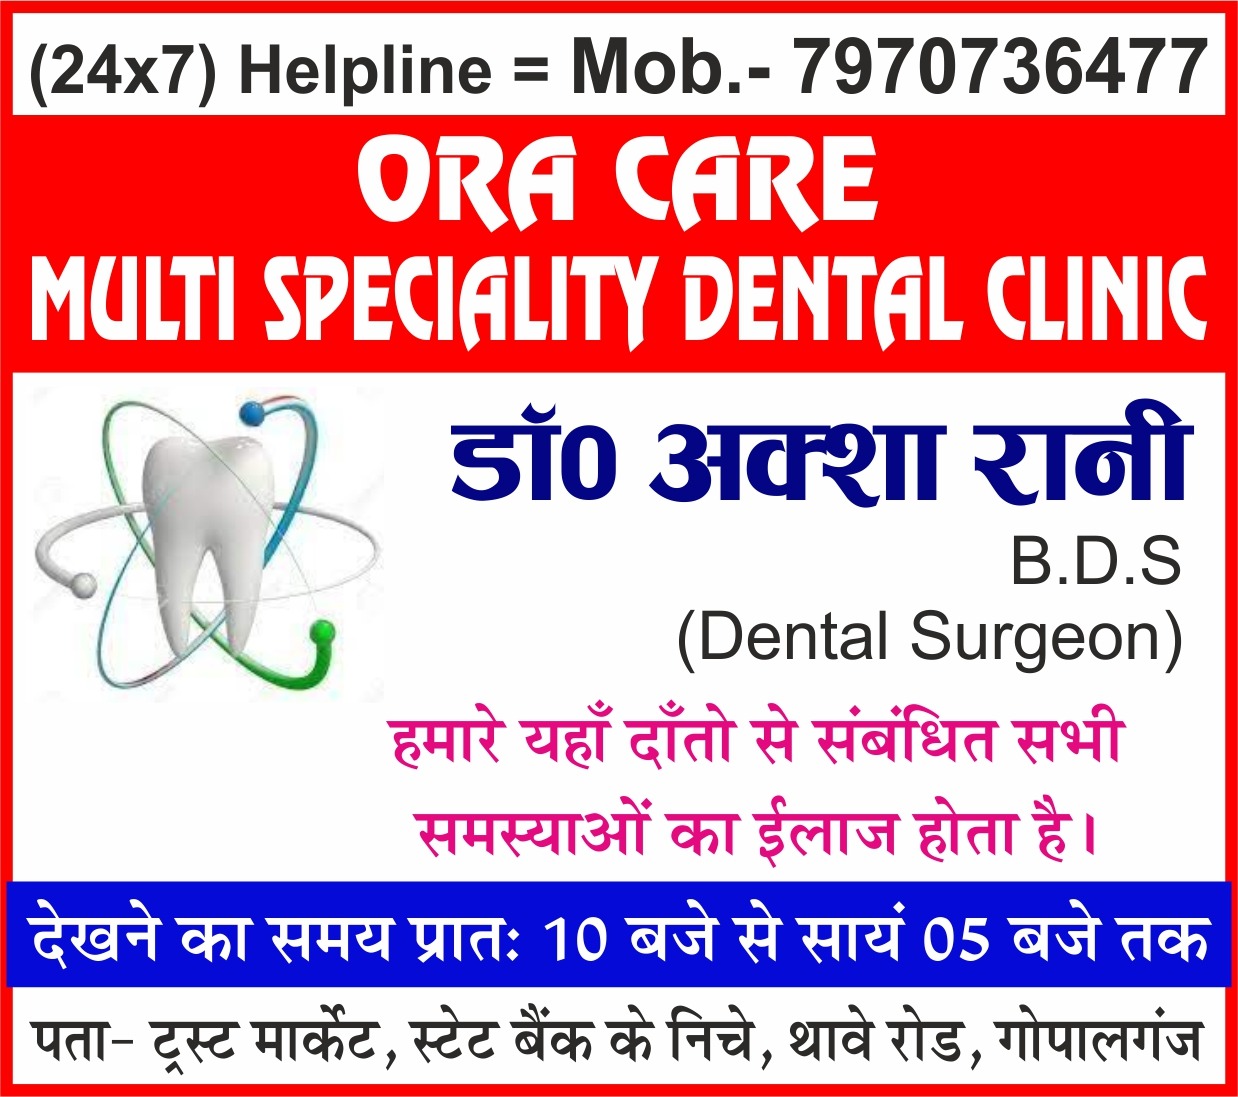 (24x7) Helpline = Mob.- 7970736477
ORA CARE
MULTI SPECIALITY DENTAL CLINIC
डॉ0 अक्शा रानी
B.D.S
(Dental Surgeon)
हमारे यहाँ दाँतो से संबंधित सभी
समस्याओं का ईलाज होता है।
देखने का समय प्रातः 10 बजे से सायं 05 बजे तक
पता- ट्रस्ट मार्केट, स्टेट बैंक के निचे, थावे रोड, गोपालगंज